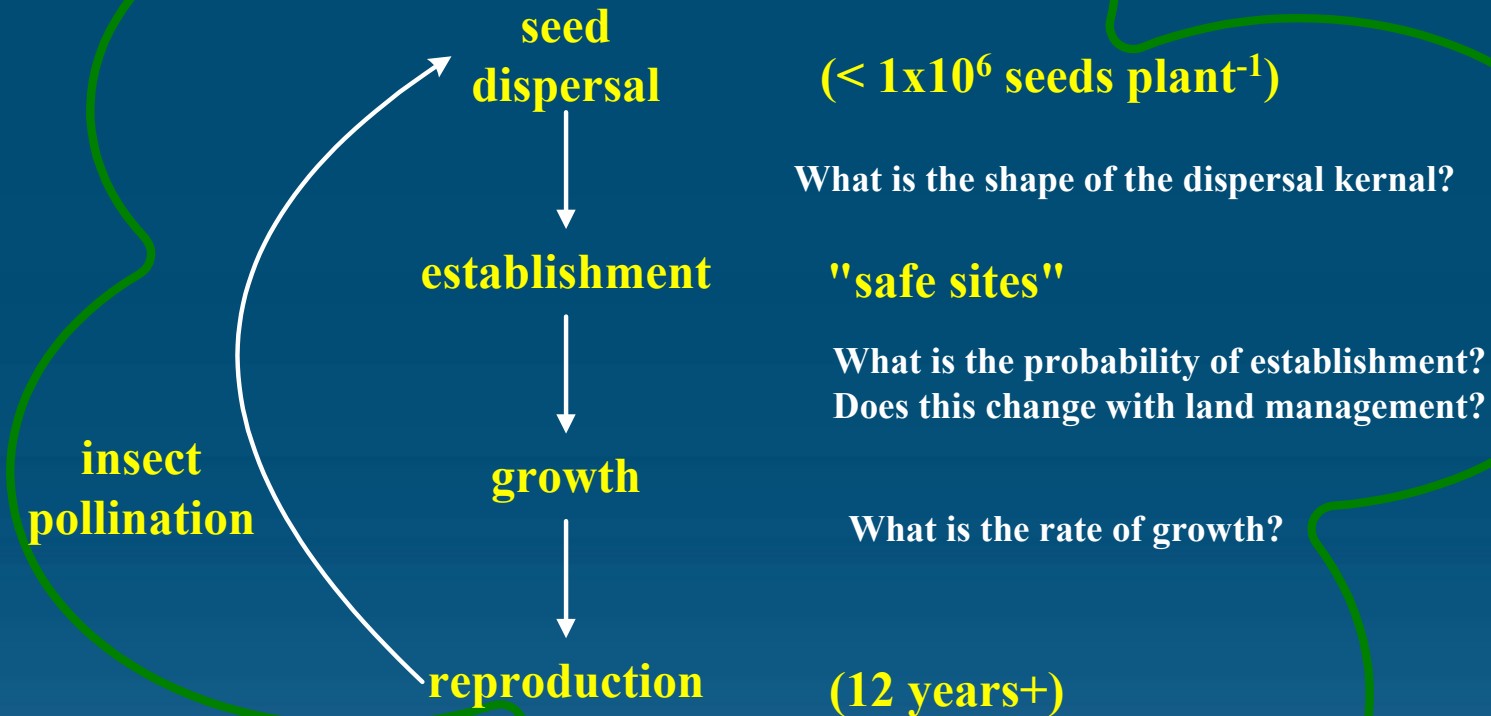 seed
dispersal
(< 1x10⁶ seeds plant⁻¹)
What is the shape of the dispersal kernal?
establishment
"safe sites"
What is the probability of establishment?
Does this change with land management?
insect
pollination
growth
What is the rate of growth?
reproduction
(12 years+)